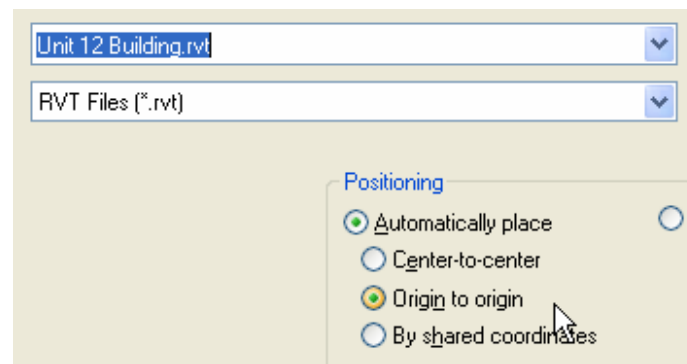 Unit 12 Building.rvt
RVT Files (*.rvt)
Positioning
Automatically place
Center-to-center
Origin to origin
By shared coordinates